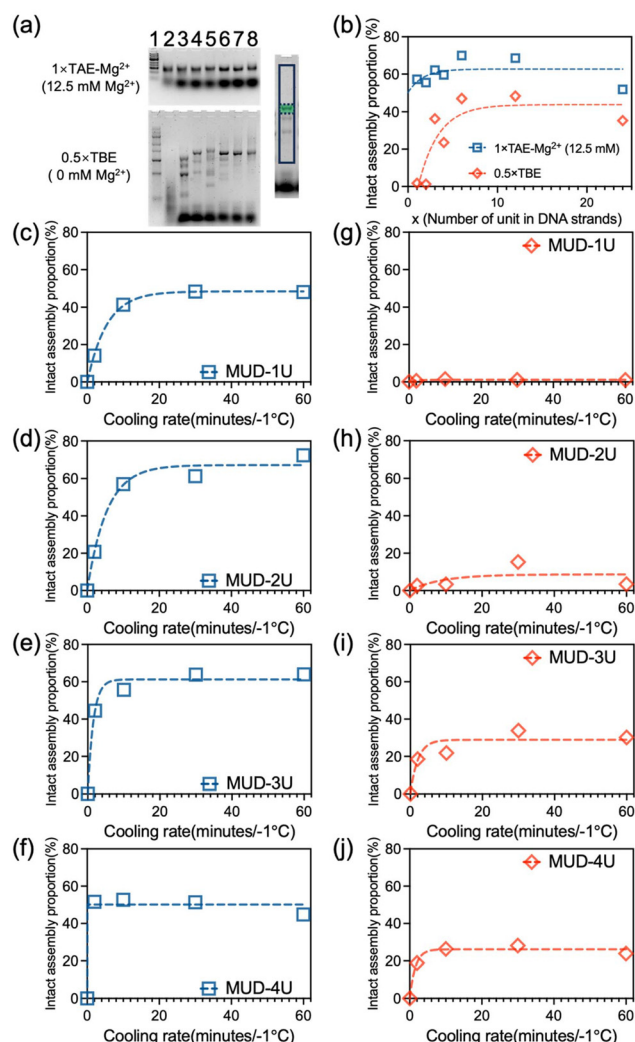 (a)
12345678
1×TAE-Mg²⁺
(12.5 mM Mg²⁺)
0.5×TBE
( 0 mM Mg²⁺)
(b)
Intact assembly proportion (%)
80
60
40
20
0
0 10 20
1×TAE-Mg²⁺ (12.5 mM)
0.5×TBE
x (Number of unit in DNA strands)
(c)
Intact assembly proportion(%)
80
60
40
20
0
MUD-1U
0 20 40 60
Cooling rate(minutes/-1°C)
(g)
Intact assembly proportion(%)
80
60
40
20
0
MUD-1U
0 20 40 60
Cooling rate(minutes/-1°C)
(d)
Intact assembly proportion(%)
80
60
40
20
0
MUD-2U
0 20 40 60
Cooling rate(minutes/-1°C)
(h)
Intact assembly proportion(%)
80
60
40
20
0
MUD-2U
0 20 40 60
Cooling rate(minutes/-1°C)
(e)
Intact assembly proportion(%)
80
60
40
20
0
MUD-3U
0 20 40 60
Cooling rate(minutes/-1°C)
(i)
Intact assembly proportion(%)
80
60
40
20
0
MUD-3U
0 20 40 60
Cooling rate(minutes/-1°C)
(f)
Intact assembly proportion(%)
80
60
40
20
0
MUD-4U
0 20 40 60
Cooling rate(minutes/-1°C)
(j)
Intact assembly proportion(%)
80
60
40
20
0
MUD-4U
0 20 40 60
Cooling rate(minutes/-1°C)